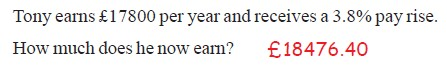 Tony earns £17800 per year and receives a 3.8% pay rise.
How much does he now earn? £18476.40